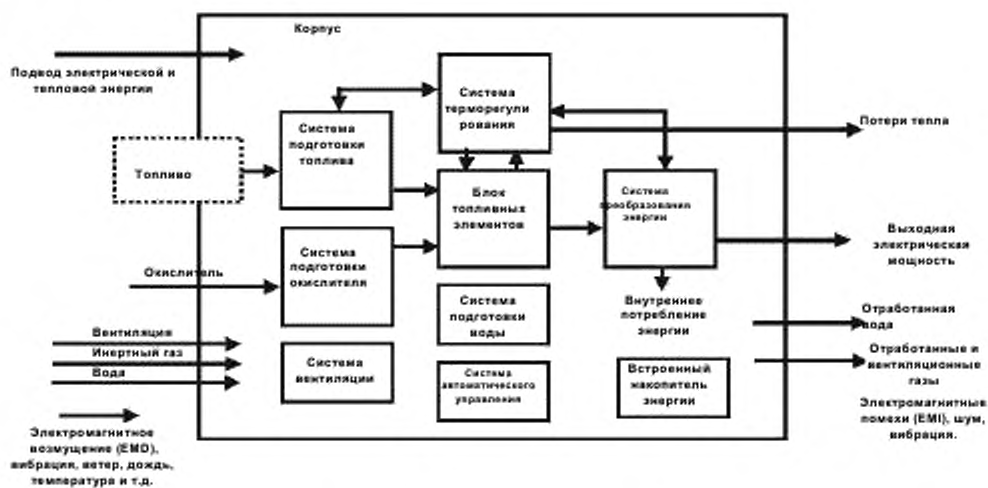 Корпус
Подвод электрической и
тепловой энергии
Топливо
Окислитель
Вентиляция
Инертный газ
Вода
Электромагнитное
возмущение (EMD),
вибрация, ветер, дождь,
температура и т.д.
Система
подготовки
топлива
Система
подготовки
окислителя
Система
вентиляции
Система
терморегули
рования
Блок
топливных
элементов
Система
подготовки
воды
Система
автоматического
управления
Система
преобразования
энергии
Внутреннее
потребление
энергии
Встроенный
накопитель
энергии
Потери тепла
Выходная
электрическая
мощность
Отработанная
вода
Отработанные и
вентиляционные
газы
Электромагнитные
помехи (EMI), шум,
вибрация.